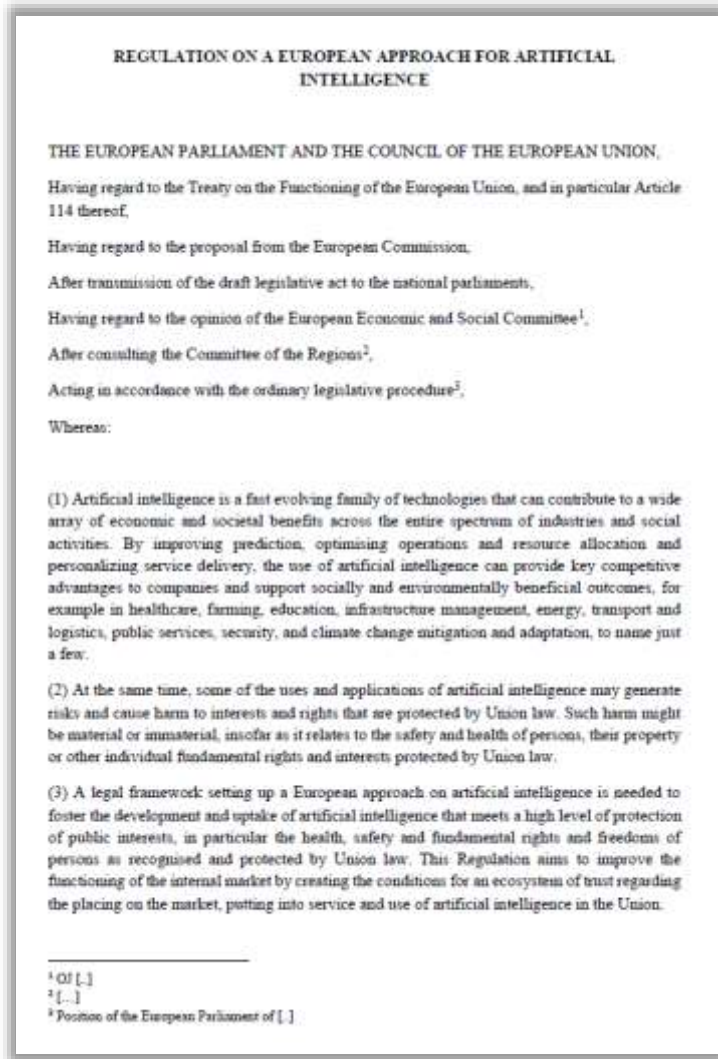 REGULATION ON A EUROPEAN APPROACH FOR ARTIFICIAL
INTELLIGENCE
THE EUROPEAN PARLIAMENT AND THE COUNCIL OF THE EUROPEAN UNION,
Having regard to the Treaty on the Functioning of the European Union, and in particular Article
114 thereof,
Having regard to the proposal from the European Commission,
After transmission of the draft legislative act to the national parliaments,
Having regard to the opinion of the European Economic and Social Committee¹,
After consulting the Committee of the Regions²,
Acting in accordance with the ordinary legislative procedure³,
Whereas:
(1) Artificial intelligence is a fast evolving family of technologies that can contribute to a wide
array of economic and societal benefits across the entire spectrum of industries and social
activities. By improving prediction, optimising operations and resource allocation and
personalizing service delivery, the use of artificial intelligence can provide key competitive
advantages to companies and support socially and environmentally beneficial outcomes, for
example in healthcare, farming, education, infrastructure management, energy, transport and
logistics, public services, security, and climate change mitigation and adaptation, to name just
a few.
(2) At the same time, some of the uses and applications of artificial intelligence may generate
risks and cause harm to interests and rights that are protected by Union law. Such harm might
be material or immaterial, insofar as it relates to the safety and health of persons, their property
or other individual fundamental rights and interests protected by Union law.
(3) A legal framework setting up a European approach on artificial intelligence is needed to
foster the development and uptake of artificial intelligence that meets a high level of protection
of public interests, in particular the health, safety and fundamental rights and freedoms of
persons as recognised and protected by Union law. This Regulation aims to improve the
functioning of the internal market by creating the conditions for an ecosystem of trust regarding
the placing on the market, putting into service and use of artificial intelligence in the Union.
¹ OJ [..]
² [...]
³ Position of the European Parliament of [..]